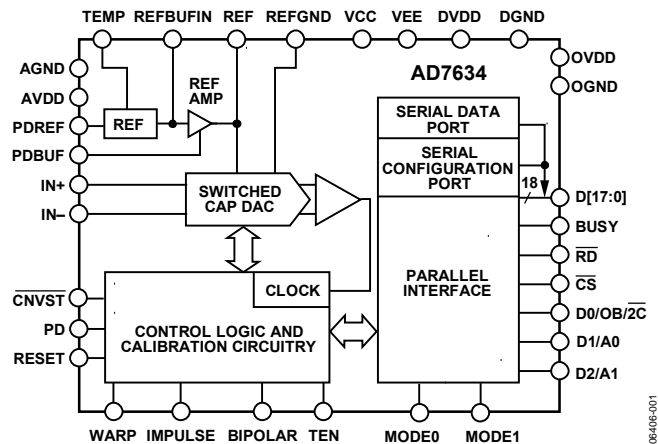 TEMP REFBUFIN REF REFGND VCC VEE DVDD DGND
AGND
AVDD
PDREF
PDBUF
IN+
IN–
CNVST
PD
RESET
REF
REF
AMP
SWITCHED
CAP DAC
CLOCK
CONTROL LOGIC AND
CALIBRATION CIRCUITRY
AD7634
SERIAL DATA
PORT
SERIAL
CONFIGURATION
PORT
18
PARALLEL
INTERFACE
OVDD
OGND
D[17:0]
BUSY
RD
CS
D0/OB/2C
D1/A0
D2/A1
WARP IMPULSE BIPOLAR TEN MODE0 MODE1
06406-001